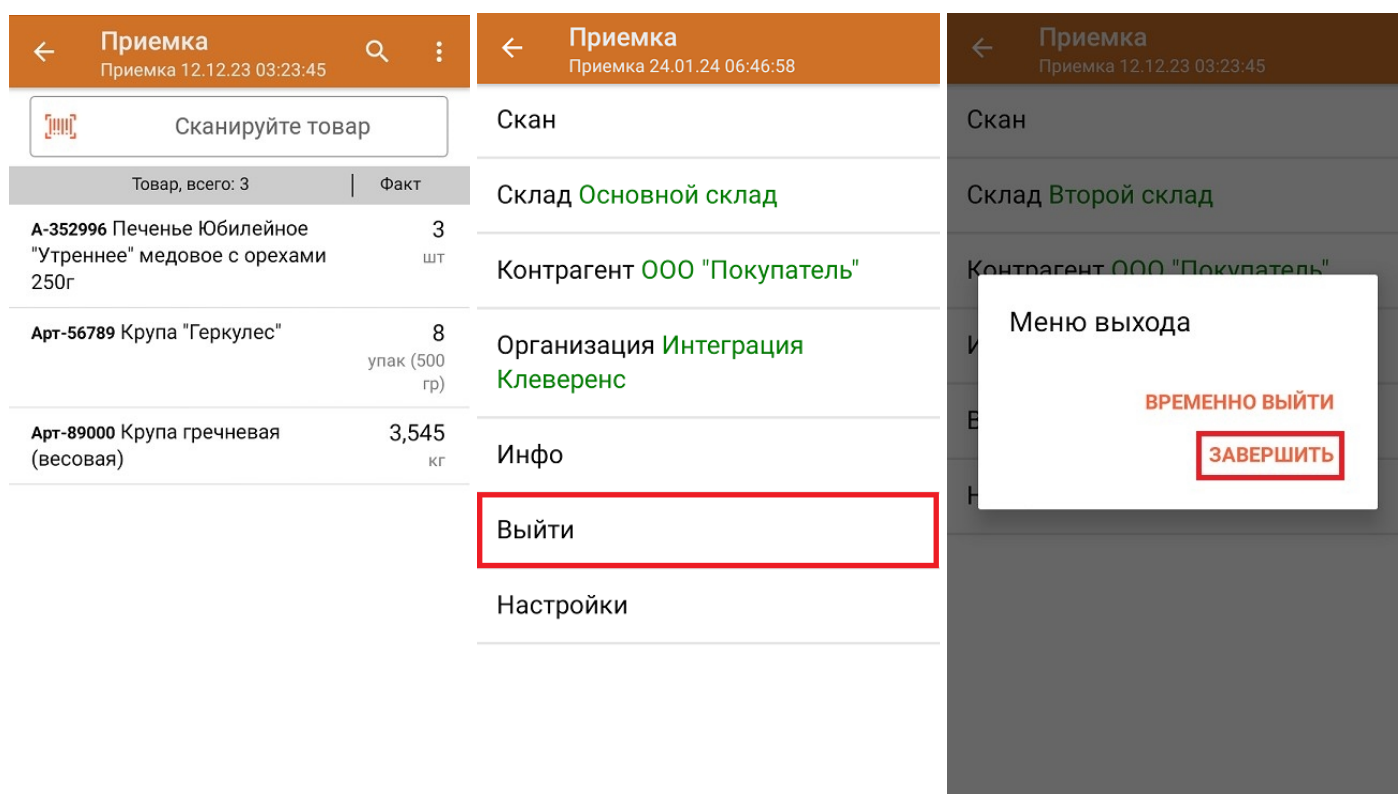 Приемка
Приемка 12.12.23 03:23:45
Сканируйте товар
Товар, всего: 3
Факт
А-352996 Печенье Юбилейное
"Утреннее" медовое с орехами
250г
3
шт
Арт-56789 Крупа "Геркулес"
8
упак (500
гр)
Арт-89000 Крупа гречневая
(весовая)
3,545
кг
Приемка
Приемка 24.01.24 06:46:58
Скан
Склад Основной склад
Контрагент ООО "Покупатель"
Организация Интеграция
Клеверенс
Инфо
Выйти
Настройки
Приемка
Приемка 12.12.23 03:23:45
Скан
Склад Второй склад
Контрагент ООО "Покупатель"
Меню выхода
ВРЕМЕННО ВЫЙТИ
ЗАВЕРШИТЬ